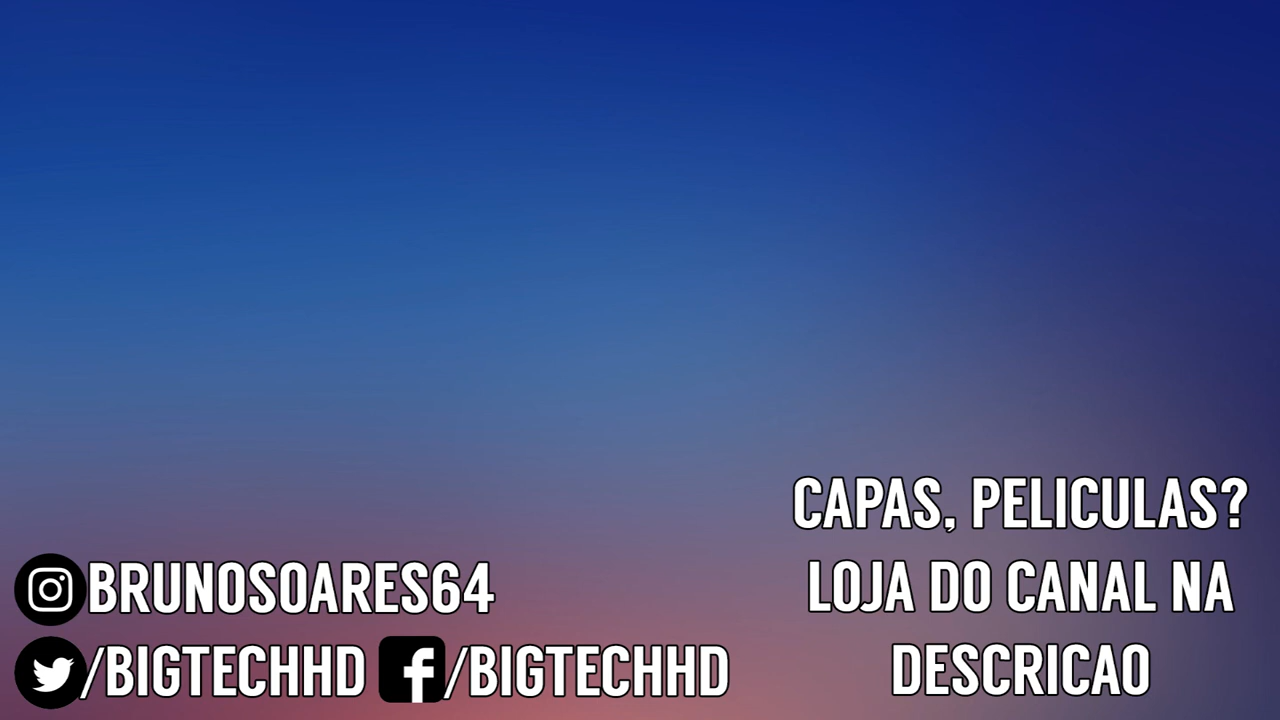 CAPAS, PELICULAS?
LOJA DO CANAL NA
DESCRICAO
BRUNOSOARES64
/BIGTECHHD /BIGTECHHD